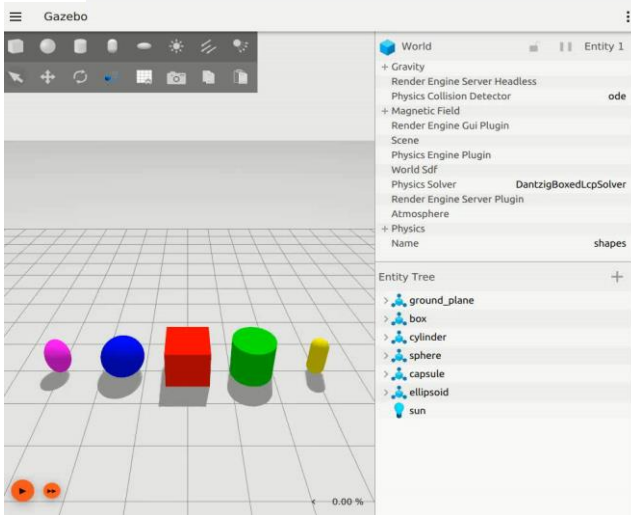 Gazebo
World Entity 1
+ Gravity
Render Engine Server Headless
Physics Collision Detector ode
+ Magnetic Field
Render Engine Gui Plugin
Scene
Physics Engine Plugin
World Sdf
Physics Solver DantzigBoxedLcpSolver
Render Engine Server Plugin
Atmosphere
+ Physics
Name shapes
Entity Tree +
ground_plane
box
cylinder
sphere
capsule
ellipsoid
sun
0.00 %